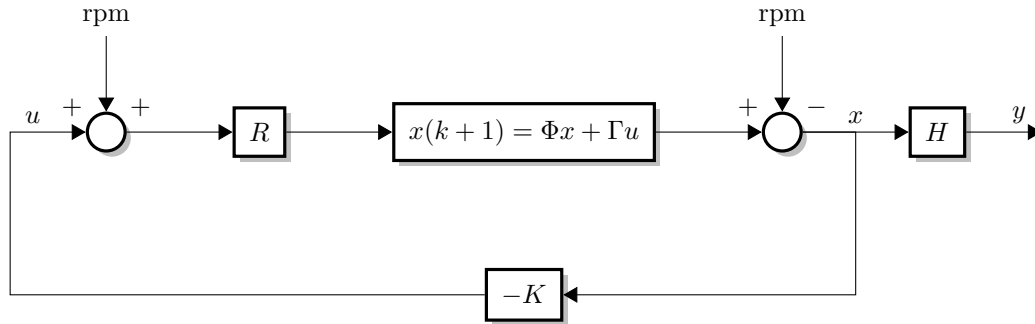 rpm rpm
u + + + − x y
R x(k + 1) = Φx + Γu H
−K